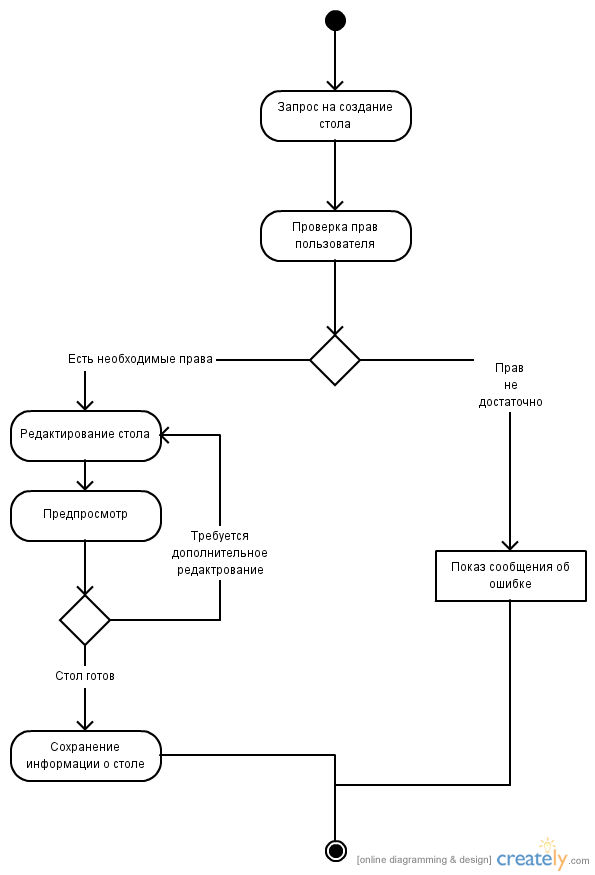 Запрос на создание
стола
Проверка прав
пользователя
Есть необходимые права
Прав
не
достаточно
Редактирование стола
Предпросмотр
Требуется
дополнительное
редактрование
Показ сообщения об
ошибке
Стол готов
Сохранение
информации о столе
[online diagramming & design] creately.com